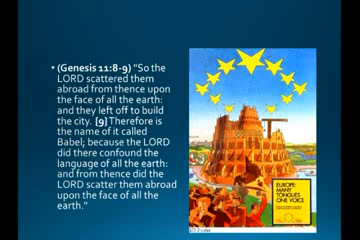 • (Genesis 11:8-9) "So the
LORD scattered them
abroad from thence upon
the face of all the earth:
and they left off to build
the city. [9] Therefore is
the name of it called
Babel; because the LORD
did there confound the
language of all the earth:
and from thence did the
LORD scatter them abroad
upon the face of all the
earth."
EUROPE:
MANY
TONGUES
ONE VOICE